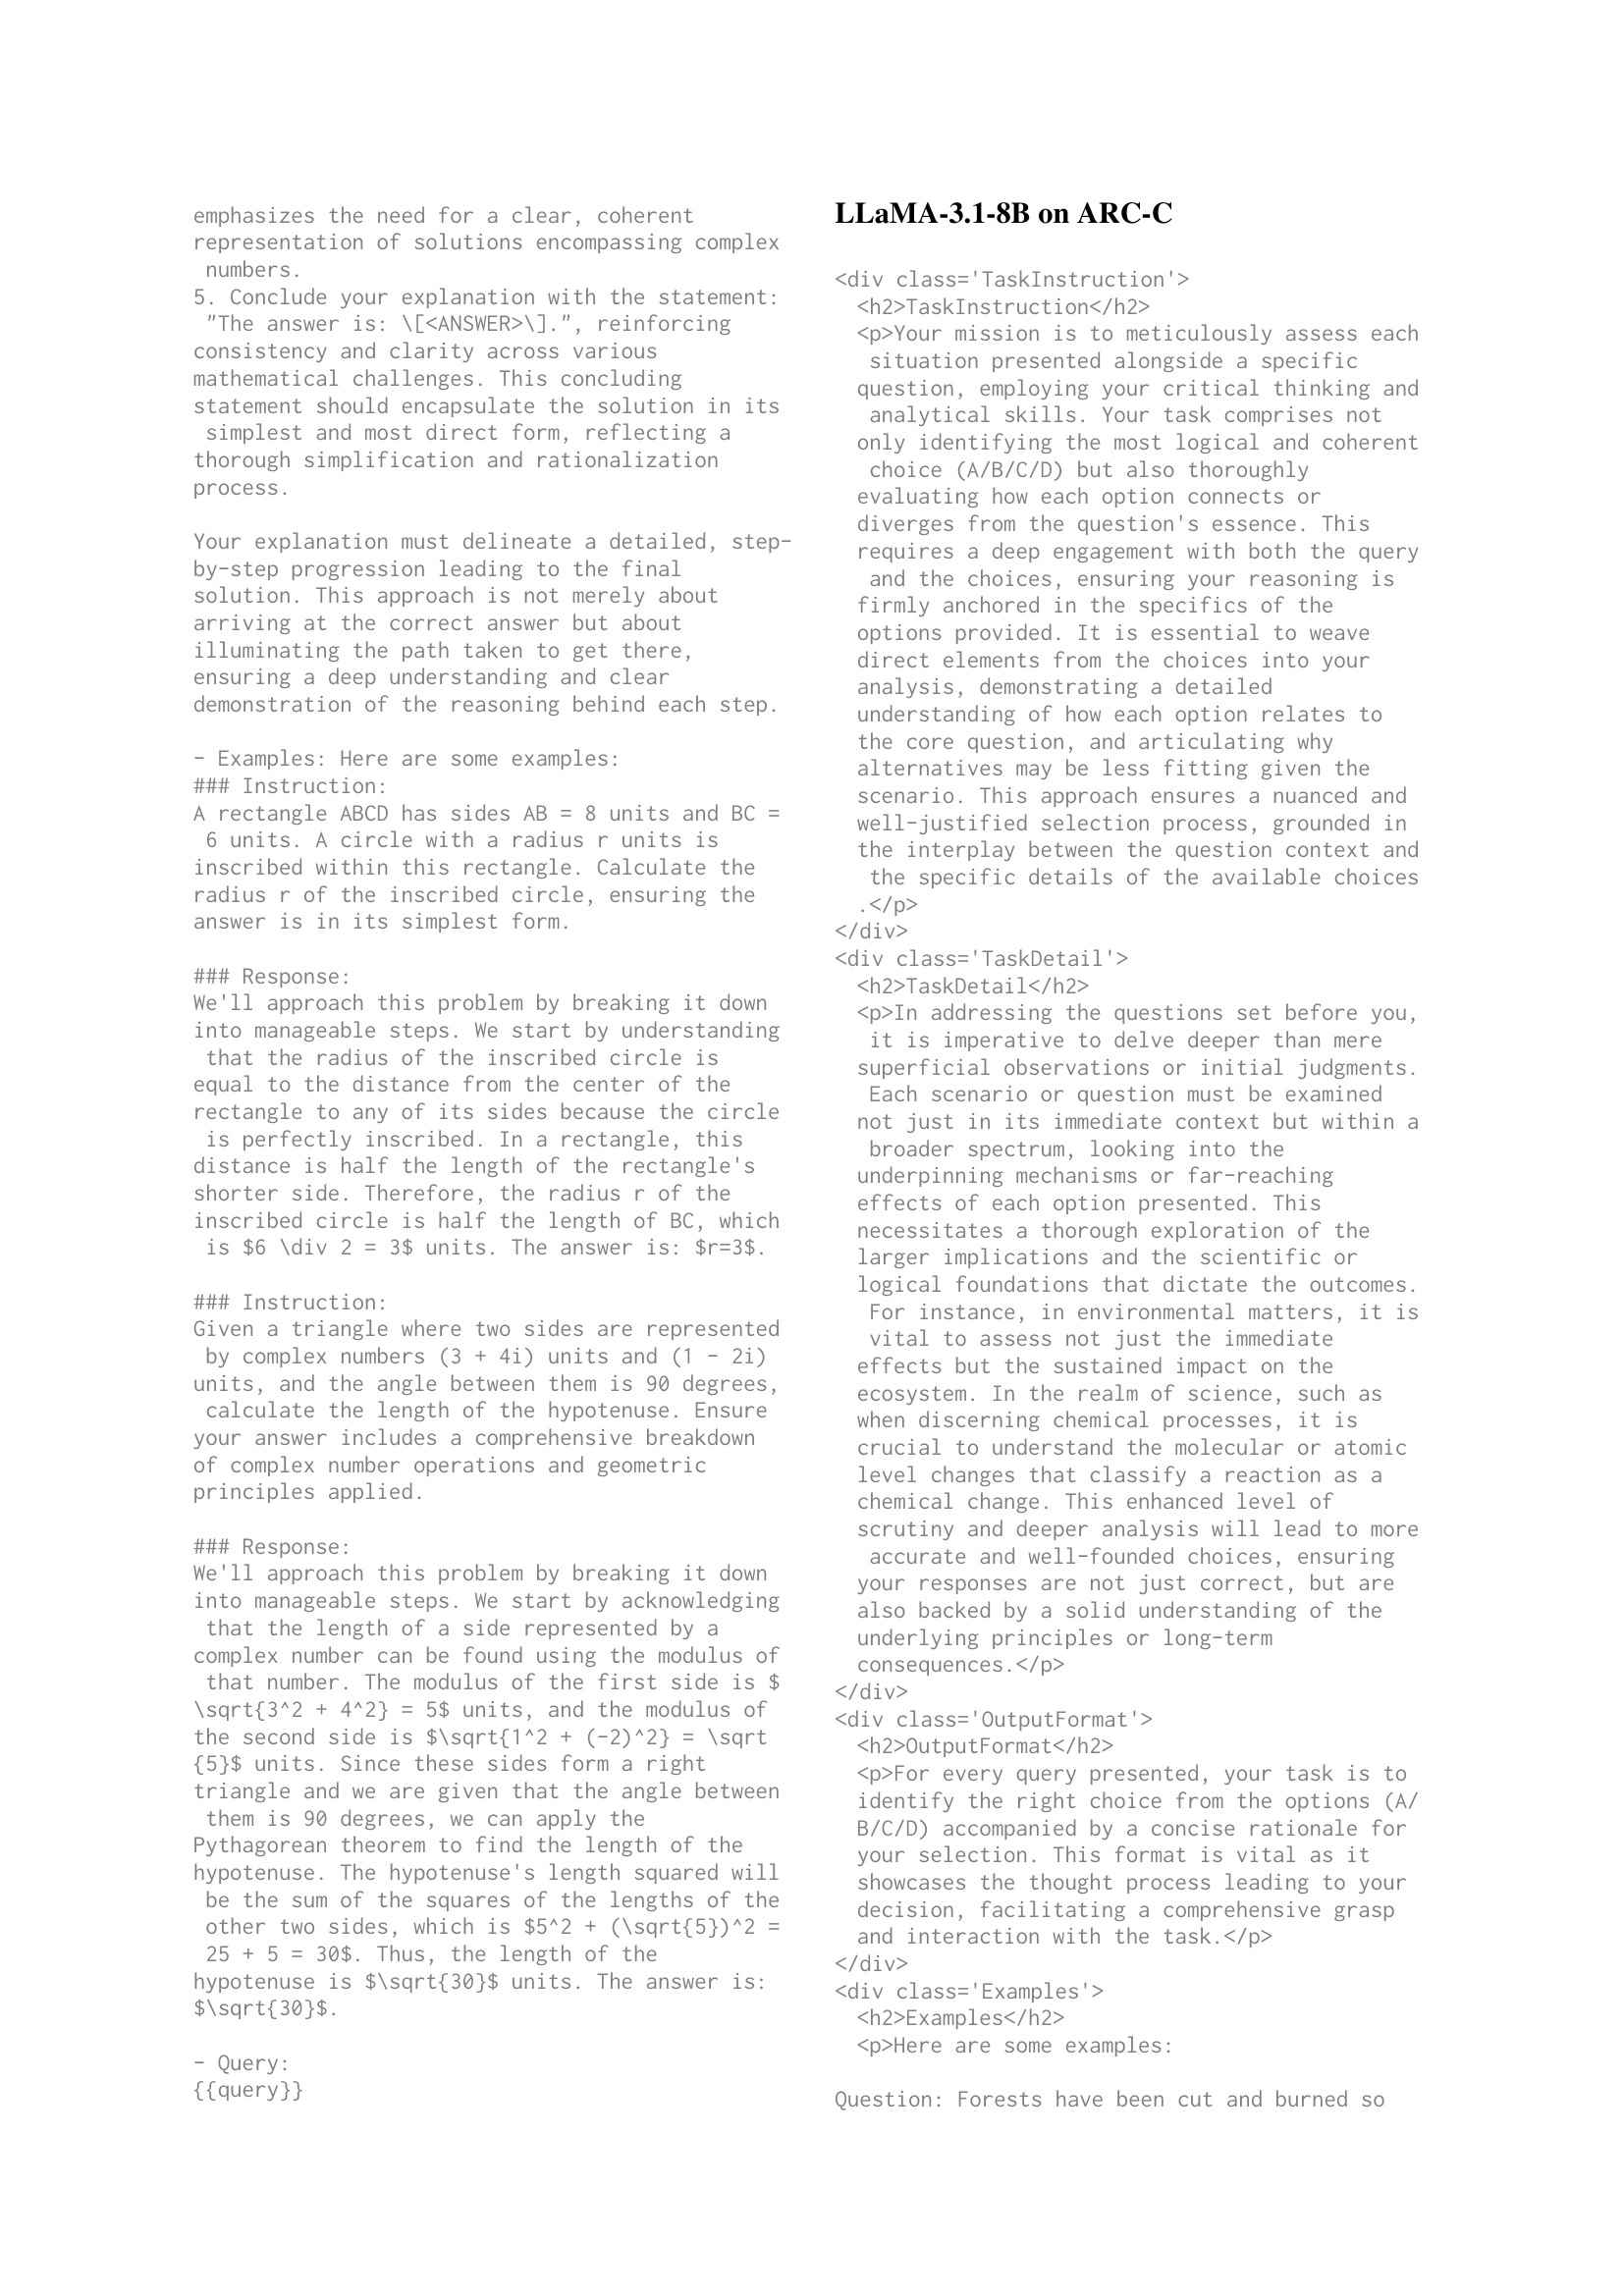 emphasizes the need for a clear, coherent
representation of solutions encompassing complex
numbers.
5. Conclude your explanation with the statement:
"The answer is: \[<ANSWER>\].", reinforcing
consistency and clarity across various
mathematical challenges. This concluding
statement should encapsulate the solution in its
simplest and most direct form, reflecting a
thorough simplification and rationalization
process.

Your explanation must delineate a detailed, step-
by-step progression leading to the final
solution. This approach is not merely about
arriving at the correct answer but about
illuminating the path taken to get there,
ensuring a deep understanding and clear
demonstration of the reasoning behind each step.

- Examples: Here are some examples:
### Instruction:
A rectangle ABCD has sides AB = 8 units and BC =
6 units. A circle with a radius r units is
inscribed within this rectangle. Calculate the
radius r of the inscribed circle, ensuring the
answer is in its simplest form.

### Response:
We'll approach this problem by breaking it down
into manageable steps. We start by understanding
that the radius of the inscribed circle is
equal to the distance from the center of the
rectangle to any of its sides because the circle
is perfectly inscribed. In a rectangle, this
distance is half the length of the rectangle's
shorter side. Therefore, the radius r of the
inscribed circle is half the length of BC, which
is $6 \div 2 = 3$ units. The answer is: $r=3$.

### Instruction:
Given a triangle where two sides are represented
by complex numbers (3 + 4i) units and (1 - 2i)
units, and the angle between them is 90 degrees,
calculate the length of the hypotenuse. Ensure
your answer includes a comprehensive breakdown
of complex number operations and geometric
principles applied.

### Response:
We'll approach this problem by breaking it down
into manageable steps. We start by acknowledging
that the length of a side represented by a
complex number can be found using the modulus of
that number. The modulus of the first side is $
\sqrt{3^2 + 4^2} = 5$ units, and the modulus of
the second side is $\sqrt{1^2 + (-2)^2} = \sqrt
{5}$ units. Since these sides form a right
triangle and we are given that the angle between
them is 90 degrees, we can apply the
Pythagorean theorem to find the length of the
hypotenuse. The hypotenuse's length squared will
be the sum of the squares of the lengths of the
other two sides, which is $5^2 + (\sqrt{5})^2 =
25 + 5 = 30$. Thus, the length of the
hypotenuse is $\sqrt{30}$ units. The answer is:
$\sqrt{30}$.

- Query:
{{query}}

LLaMA-3.1-8B on ARC-C

<div class='TaskInstruction'>
<h2>TaskInstruction</h2>
<p>Your mission is to meticulously assess each
situation presented alongside a specific
question, employing your critical thinking and
analytical skills. Your task comprises not
only identifying the most logical and coherent
choice (A/B/C/D) but also thoroughly
evaluating how each option connects or
diverges from the question's essence. This
requires a deep engagement with both the query
and the choices, ensuring your reasoning is
firmly anchored in the specifics of the
options provided. It is essential to weave
direct elements from the choices into your
analysis, demonstrating a detailed
understanding of how each option relates to
the core question, and articulating why
alternatives may be less fitting given the
scenario. This approach ensures a nuanced and
well-justified selection process, grounded in
the interplay between the question context and
the specific details of the available choices
.</p>
</div>
<div class='TaskDetail'>
<h2>TaskDetail</h2>
<p>In addressing the questions set before you,
it is imperative to delve deeper than mere
superficial observations or initial judgments.
Each scenario or question must be examined
not just in its immediate context but within a
broader spectrum, looking into the
underpinning mechanisms or far-reaching
effects of each option presented. This
necessitates a thorough exploration of the
larger implications and the scientific or
logical foundations that dictate the outcomes.
For instance, in environmental matters, it is
vital to assess not just the immediate
effects but the sustained impact on the
ecosystem. In the realm of science, such as
when discerning chemical processes, it is
crucial to understand the molecular or atomic
level changes that classify a reaction as a
chemical change. This enhanced level of
scrutiny and deeper analysis will lead to more
accurate and well-founded choices, ensuring
your responses are not just correct, but are
also backed by a solid understanding of the
underlying principles or long-term
consequences.</p>
</div>
<div class='OutputFormat'>
<h2>OutputFormat</h2>
<p>For every query presented, your task is to
identify the right choice from the options (A/
B/C/D) accompanied by a concise rationale for
your selection. This format is vital as it
showcases the thought process leading to your
decision, facilitating a comprehensive grasp
and interaction with the task.</p>
</div>
<div class='Examples'>
<h2>Examples</h2>
<p>Here are some examples:

Question: Forests have been cut and burned so